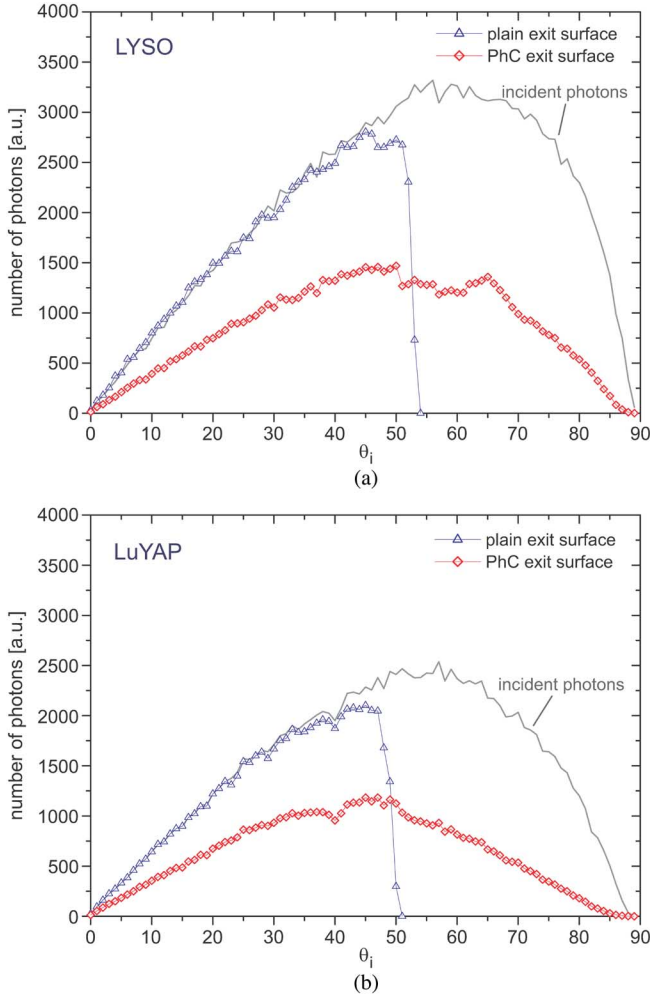 (a)
LYSO
plain exit surface
PhC exit surface
incident photons
number of photons [a.u.]
4000
3500
3000
2500
2000
1500
1000
500
0
0 10 20 30 40 50 60 70 80 90
θi
(a)
LuYAP
plain exit surface
PhC exit surface
incident photons
number of photons [a.u.]
4000
3500
3000
2500
2000
1500
1000
500
0
0 10 20 30 40 50 60 70 80 90
θi
(b)